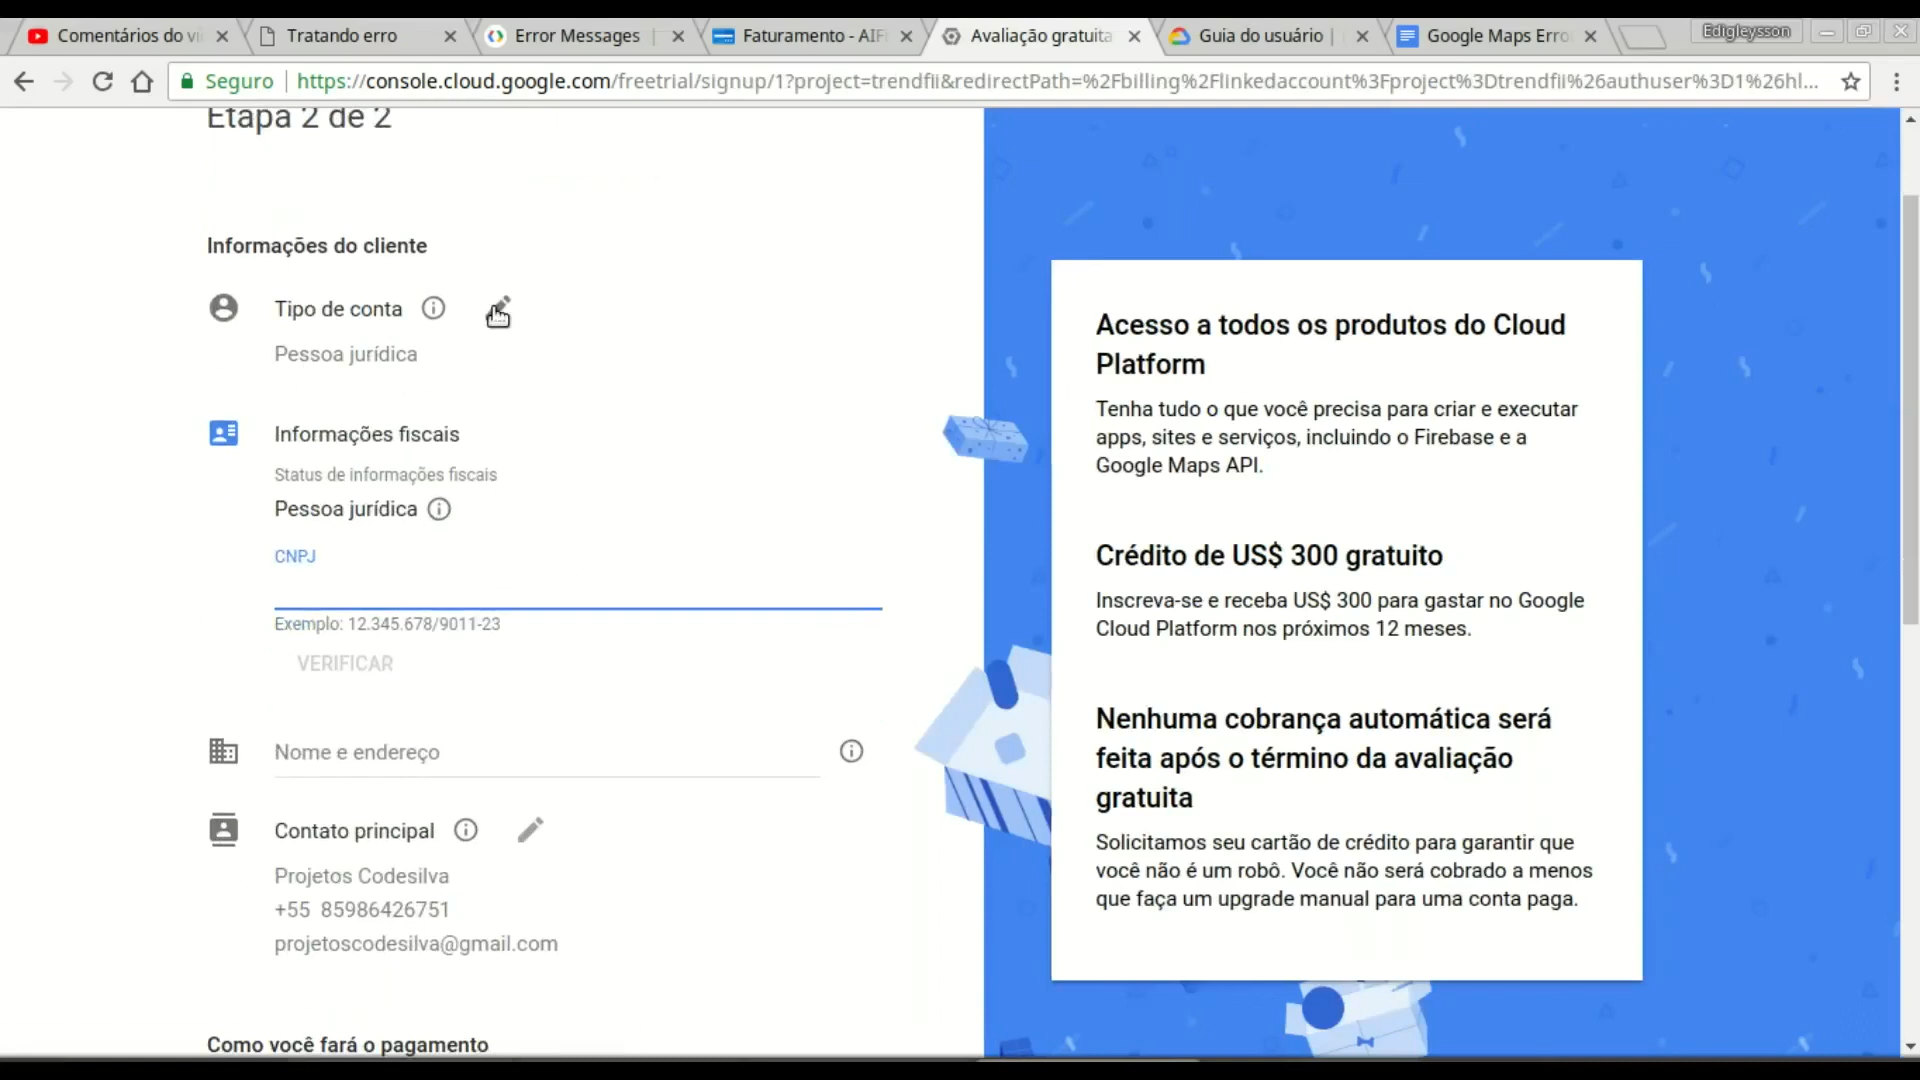 Comentários do vi
Tratando erro
Error Messages
Faturamento - AIF
Avaliação gratuita
Guia do usuário |
Google Maps Erro
Edigleysson
Seguro
https://console.cloud.google.com/freetrial/signup/1?project=trendfii&redirectPath=%2Fbilling%2Flinkedaccount%3Fproject%3Dtrendfii%26authuser%3D1%26hl...
Etapa 2 de 2
Informações do cliente
Tipo de conta
Pessoa jurídica
Informações fiscais
Status de informações fiscais
Pessoa jurídica
CNPJ
Exemplo: 12.345.678/9011-23
VERIFICAR
Nome e endereço
Contato principal
Projetos Codesilva
+55 85986426751
projetoscodesilva@gmail.com
Como você fará o pagamento
Acesso a todos os produtos do Cloud
Platform
Tenha tudo o que você precisa para criar e executar
apps, sites e serviços, incluindo o Firebase e a
Google Maps API.
Crédito de US$ 300 gratuito
Inscreva-se e receba US$ 300 para gastar no Google
Cloud Platform nos próximos 12 meses.
Nenhuma cobrança automática será
feita após o término da avaliação
gratuita
Solicitamos seu cartão de crédito para garantir que
você não é um robô. Você não será cobrado a menos
que faça um upgrade manual para uma conta paga.